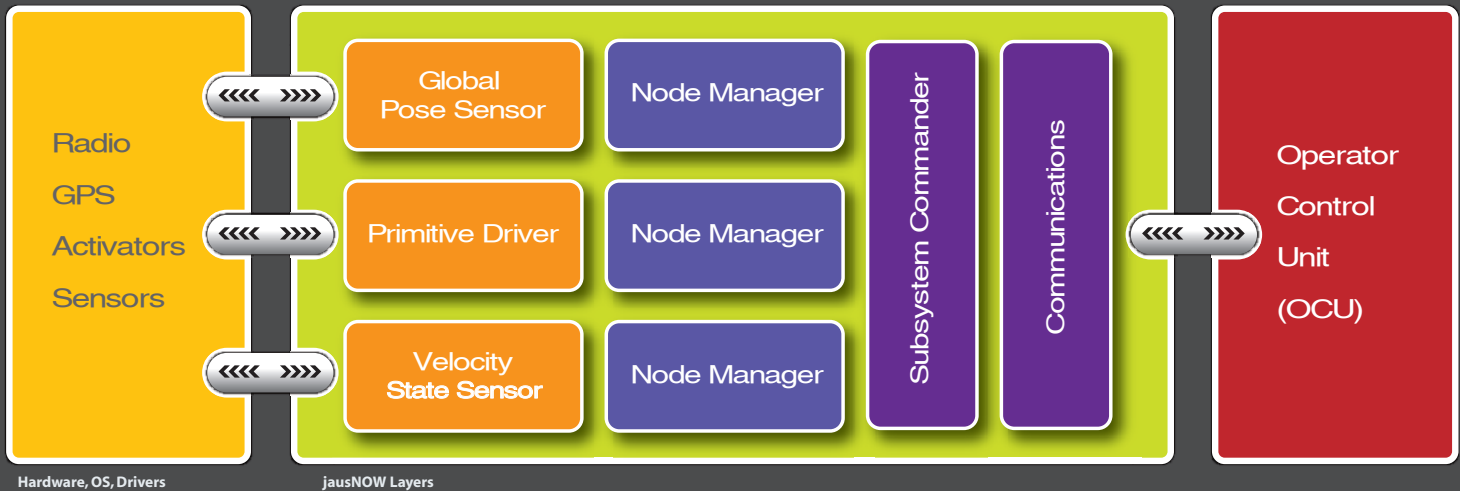 Radio
GPS
Activators
Sensors
Global
Pose Sensor
Node Manager
Primitive Driver
Node Manager
Velocity
State Sensor
Node Manager
Subsystem Commander
Communications
Operator
Control
Unit
(OCU)
Hardware, OS, Drivers
jausNOW Layers